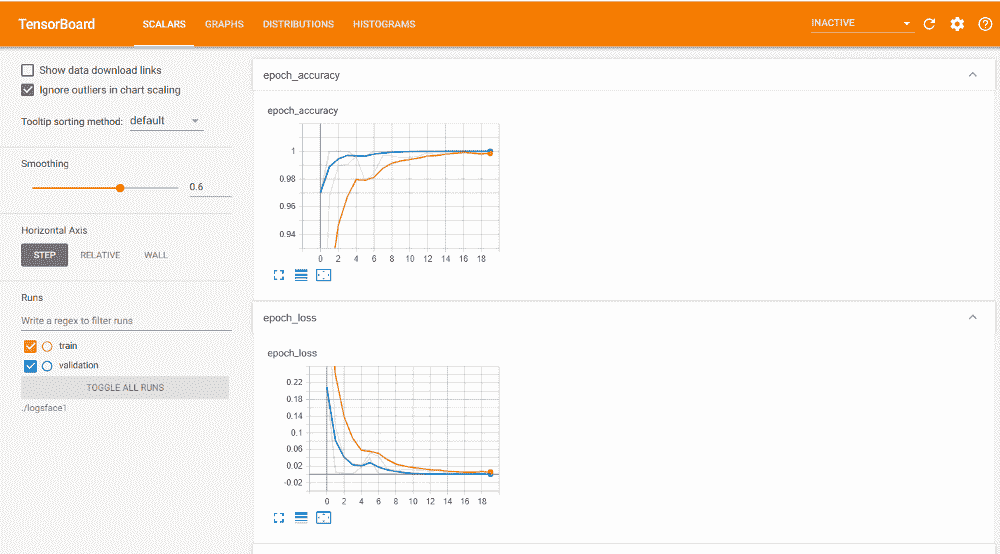 TensorBoard SCALARS GRAPHS DISTRIBUTIONS HISTOGRAMS INACTIVE
Show data download links
Ignore outliers in chart scaling
Tooltip sorting method: default
Smoothing
0.6
Horizontal Axis
STEP RELATIVE WALL
Runs
Write a regex to filter runs
train
validation
TOGGLE ALL RUNS
./logsface1
epoch_accuracy
epoch_accuracy
1
0.98
0.96
0.94
0 2 4 6 8 10 12 14 16 18
epoch_loss
epoch_loss
0.22
0.18
0.14
0.1
0.06
0.02
-0.02
0 2 4 6 8 10 12 14 16 18